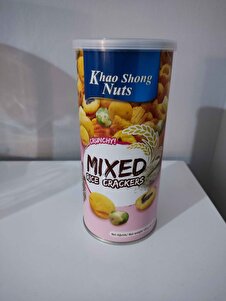 Khao Shong
Nuts
CRUNCHY!
MIXED
RICE CRACKERS